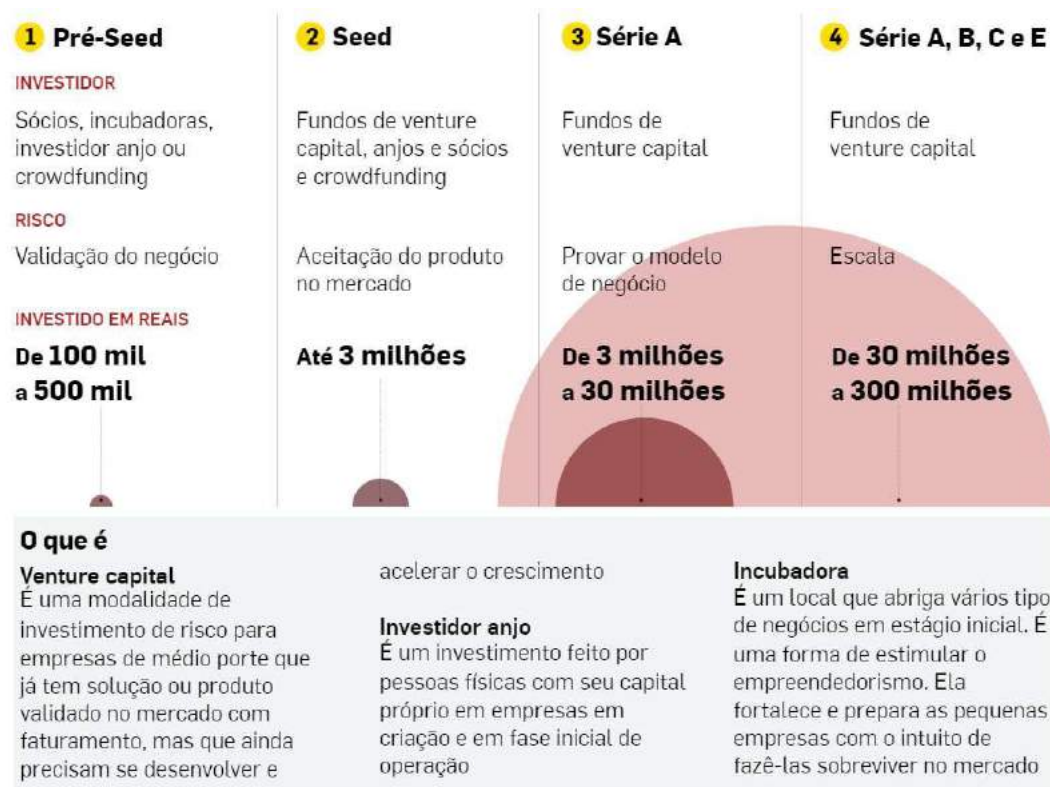 1 Pré-Seed
INVESTIDOR
Sócios, incubadoras,
investidor anjo ou
crowdfunding
RISCO
Validação do negócio
INVESTIDO EM REAIS
De 100 mil
a 500 mil
2 Seed
Fundos de venture
capital, anjos e sócios
e crowdfunding
Aceitação do produto
no mercado
Até 3 milhões
3 Série A
Fundos de
venture capital
Provar o modelo
de negócio
De 3 milhões
a 30 milhões
4 Série A, B, C e E
Fundos de
venture capital
Escala
De 30 milhões
a 300 milhões
O que é
Venture capital
É uma modalidade de
investimento de risco para
empresas de médio porte que
já tem solução ou produto
validado no mercado com
faturamento, mas que ainda
precisam se desenvolver e
acelerar o crescimento
Investidor anjo
É um investimento feito por
pessoas físicas com seu capital
próprio em empresas em
criação e em fase inicial de
operação
Incubadora
É um local que abriga vários tipo
de negócios em estágio inicial. É
uma forma de estimular o
empreendedorismo. Ela
fortalece e prepara as pequenas
empresas com o intuito de
fazê-las sobreviver no mercado